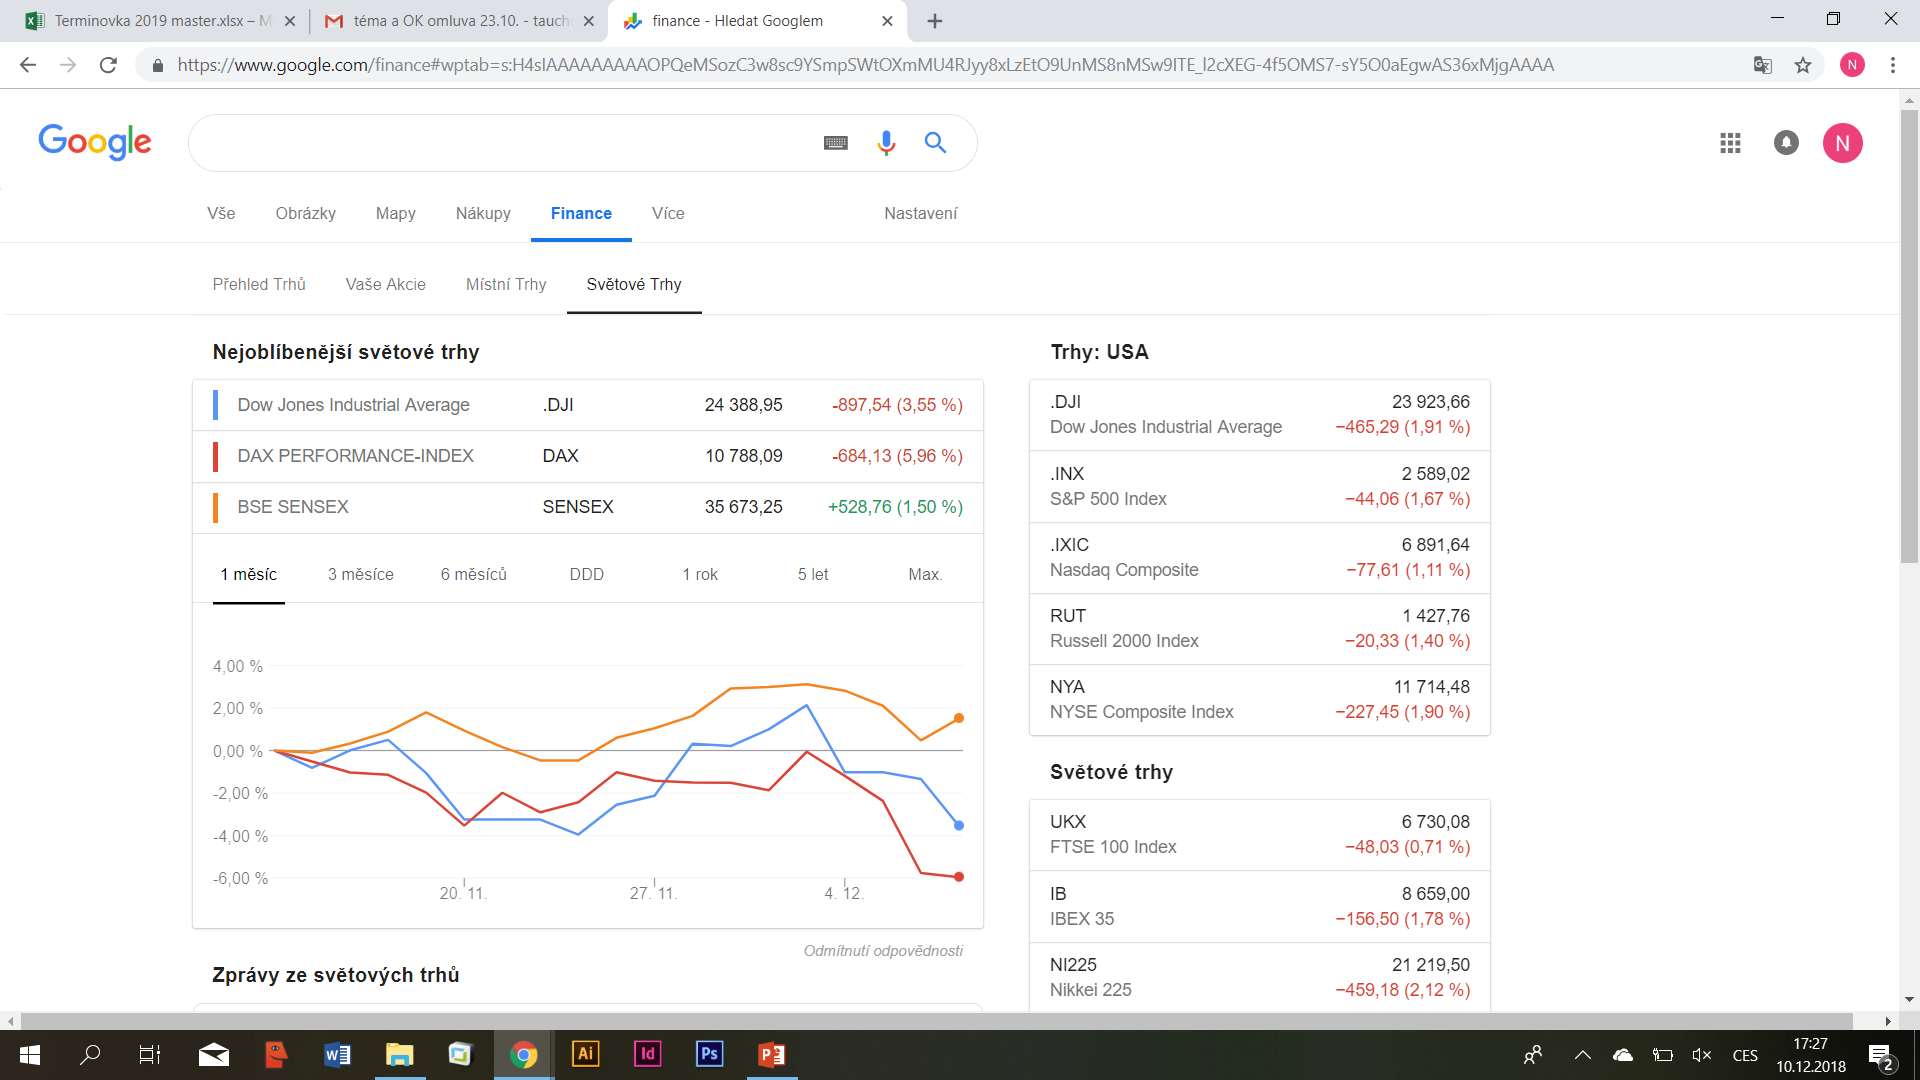 Terminovka 2019 master.xlsx – M
téma a OK omluva 23.10. - tauch
finance - Hledat Googlem
https://www.google.com/finance#wptab=s:H4sIAAAAAAAAAOPQeMSozC3w8sc9YSmpSWtOXmMU4RJyy8xLzEtO9UnMS8nMSw9ITE_l2cXEG-4f5OMS7-sY5O0aEgwAS36xMjgAAAA
N
Google
N
Vše
Obrázky
Mapy
Nákupy
Finance
Více
Nastavení
Přehled Trhů
Vaše Akcie
Místní Trhy
Světové Trhy
Nejoblíbenější světové trhy
Dow Jones Industrial Average .DJI 24 388,95 -897,54 (3,55 %)
DAX PERFORMANCE-INDEX DAX 10 788,09 -684,13 (5,96 %)
BSE SENSEX SENSEX 35 673,25 +528,76 (1,50 %)
1 měsíc 3 měsíce 6 měsíců DDD 1 rok 5 let Max.
4,00 %
2,00 %
0,00 %
-2,00 %
-4,00 %
-6,00 %
20. 11. 27. 11. 4. 12.
Odmítnutí odpovědnosti
Zprávy ze světových trhů
Trhy: USA
.DJI 23 923,66
Dow Jones Industrial Average −465,29 (1,91 %)
.INX 2 589,02
S&P 500 Index −44,06 (1,67 %)
.IXIC 6 891,64
Nasdaq Composite −77,61 (1,11 %)
RUT 1 427,76
Russell 2000 Index −20,33 (1,40 %)
NYA 11 714,48
NYSE Composite Index −227,45 (1,90 %)
Světové trhy
UKX 6 730,08
FTSE 100 Index −48,03 (0,71 %)
IB 8 659,00
IBEX 35 −156,50 (1,78 %)
NI225 21 219,50
Nikkei 225 −459,18 (2,12 %)
Ai
Id
Ps
CES
17:27
10.12.2018
2